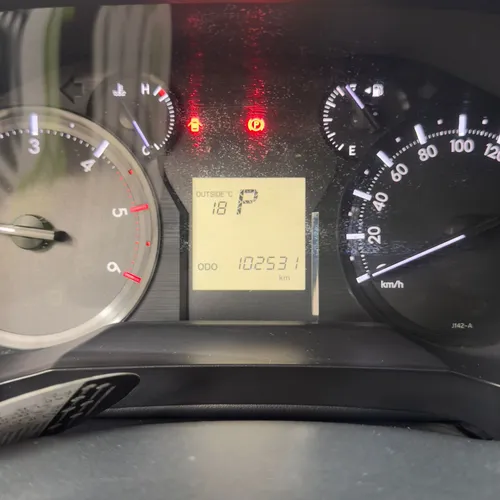 H
C
3
4
5
6
OUTSIDE°C
18 P
ODO 102531
km
(P)
F
E
20
40
60
80
100
120
km/h
J142-A